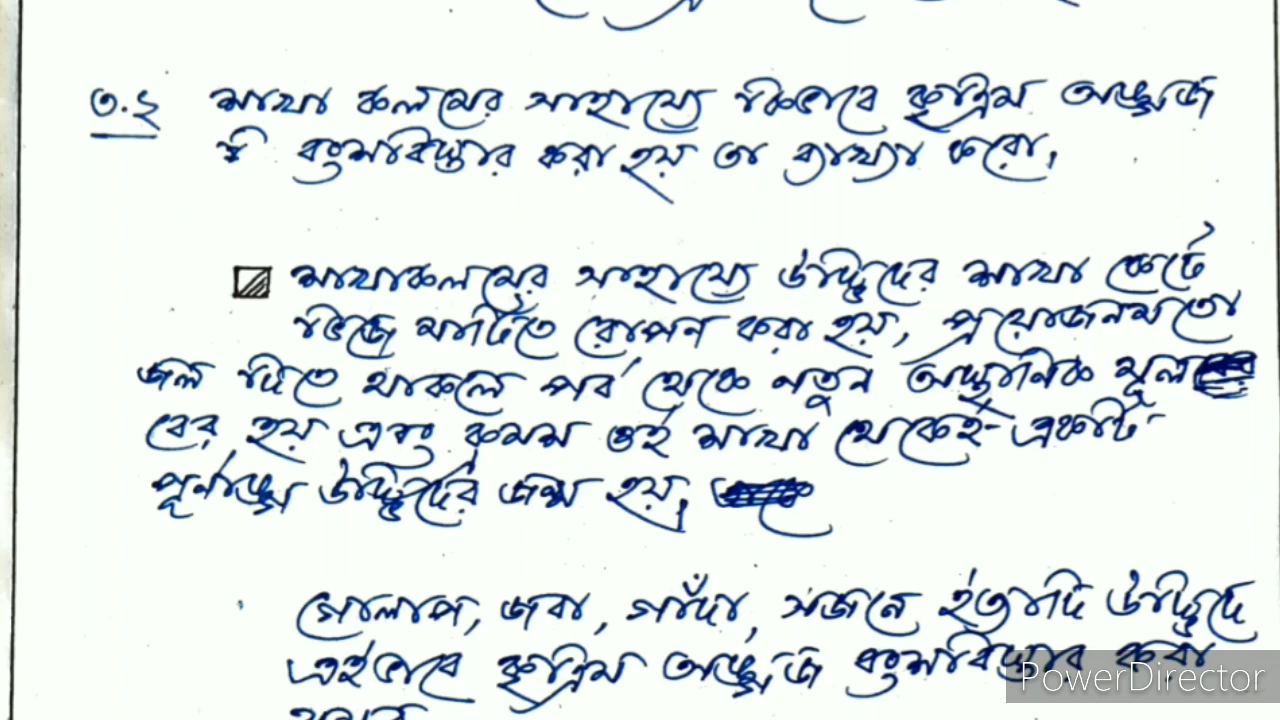 ৩.২ শাখা কলমের সাহায্যে কিভাবে কৃত্রিম অঙ্গজ
বংশবিস্তার করা হয় তা ব্যাখ্যা করো।
শাখাকলমের সাহায্যে উদ্ভিদের শাখা কেটে
ভিজে মাটিতে রোপন করা হয়, প্রয়োজনমতো
জল দিতে থাকলে পর্ব থেকে নতুন অস্থানিক মূল
বের হয় এবং ক্রমশ ওই শাখা থেকেই একটি
পূর্ণাঙ্গ উদ্ভিদের জন্ম হয়,
গোলাপ, জবা, গাঁদা, সজনে ইত্যাদি উদ্ভিদে
এইভাবে কৃত্রিম অঙ্গজ বংশবিস্তার করা
PowerDirector